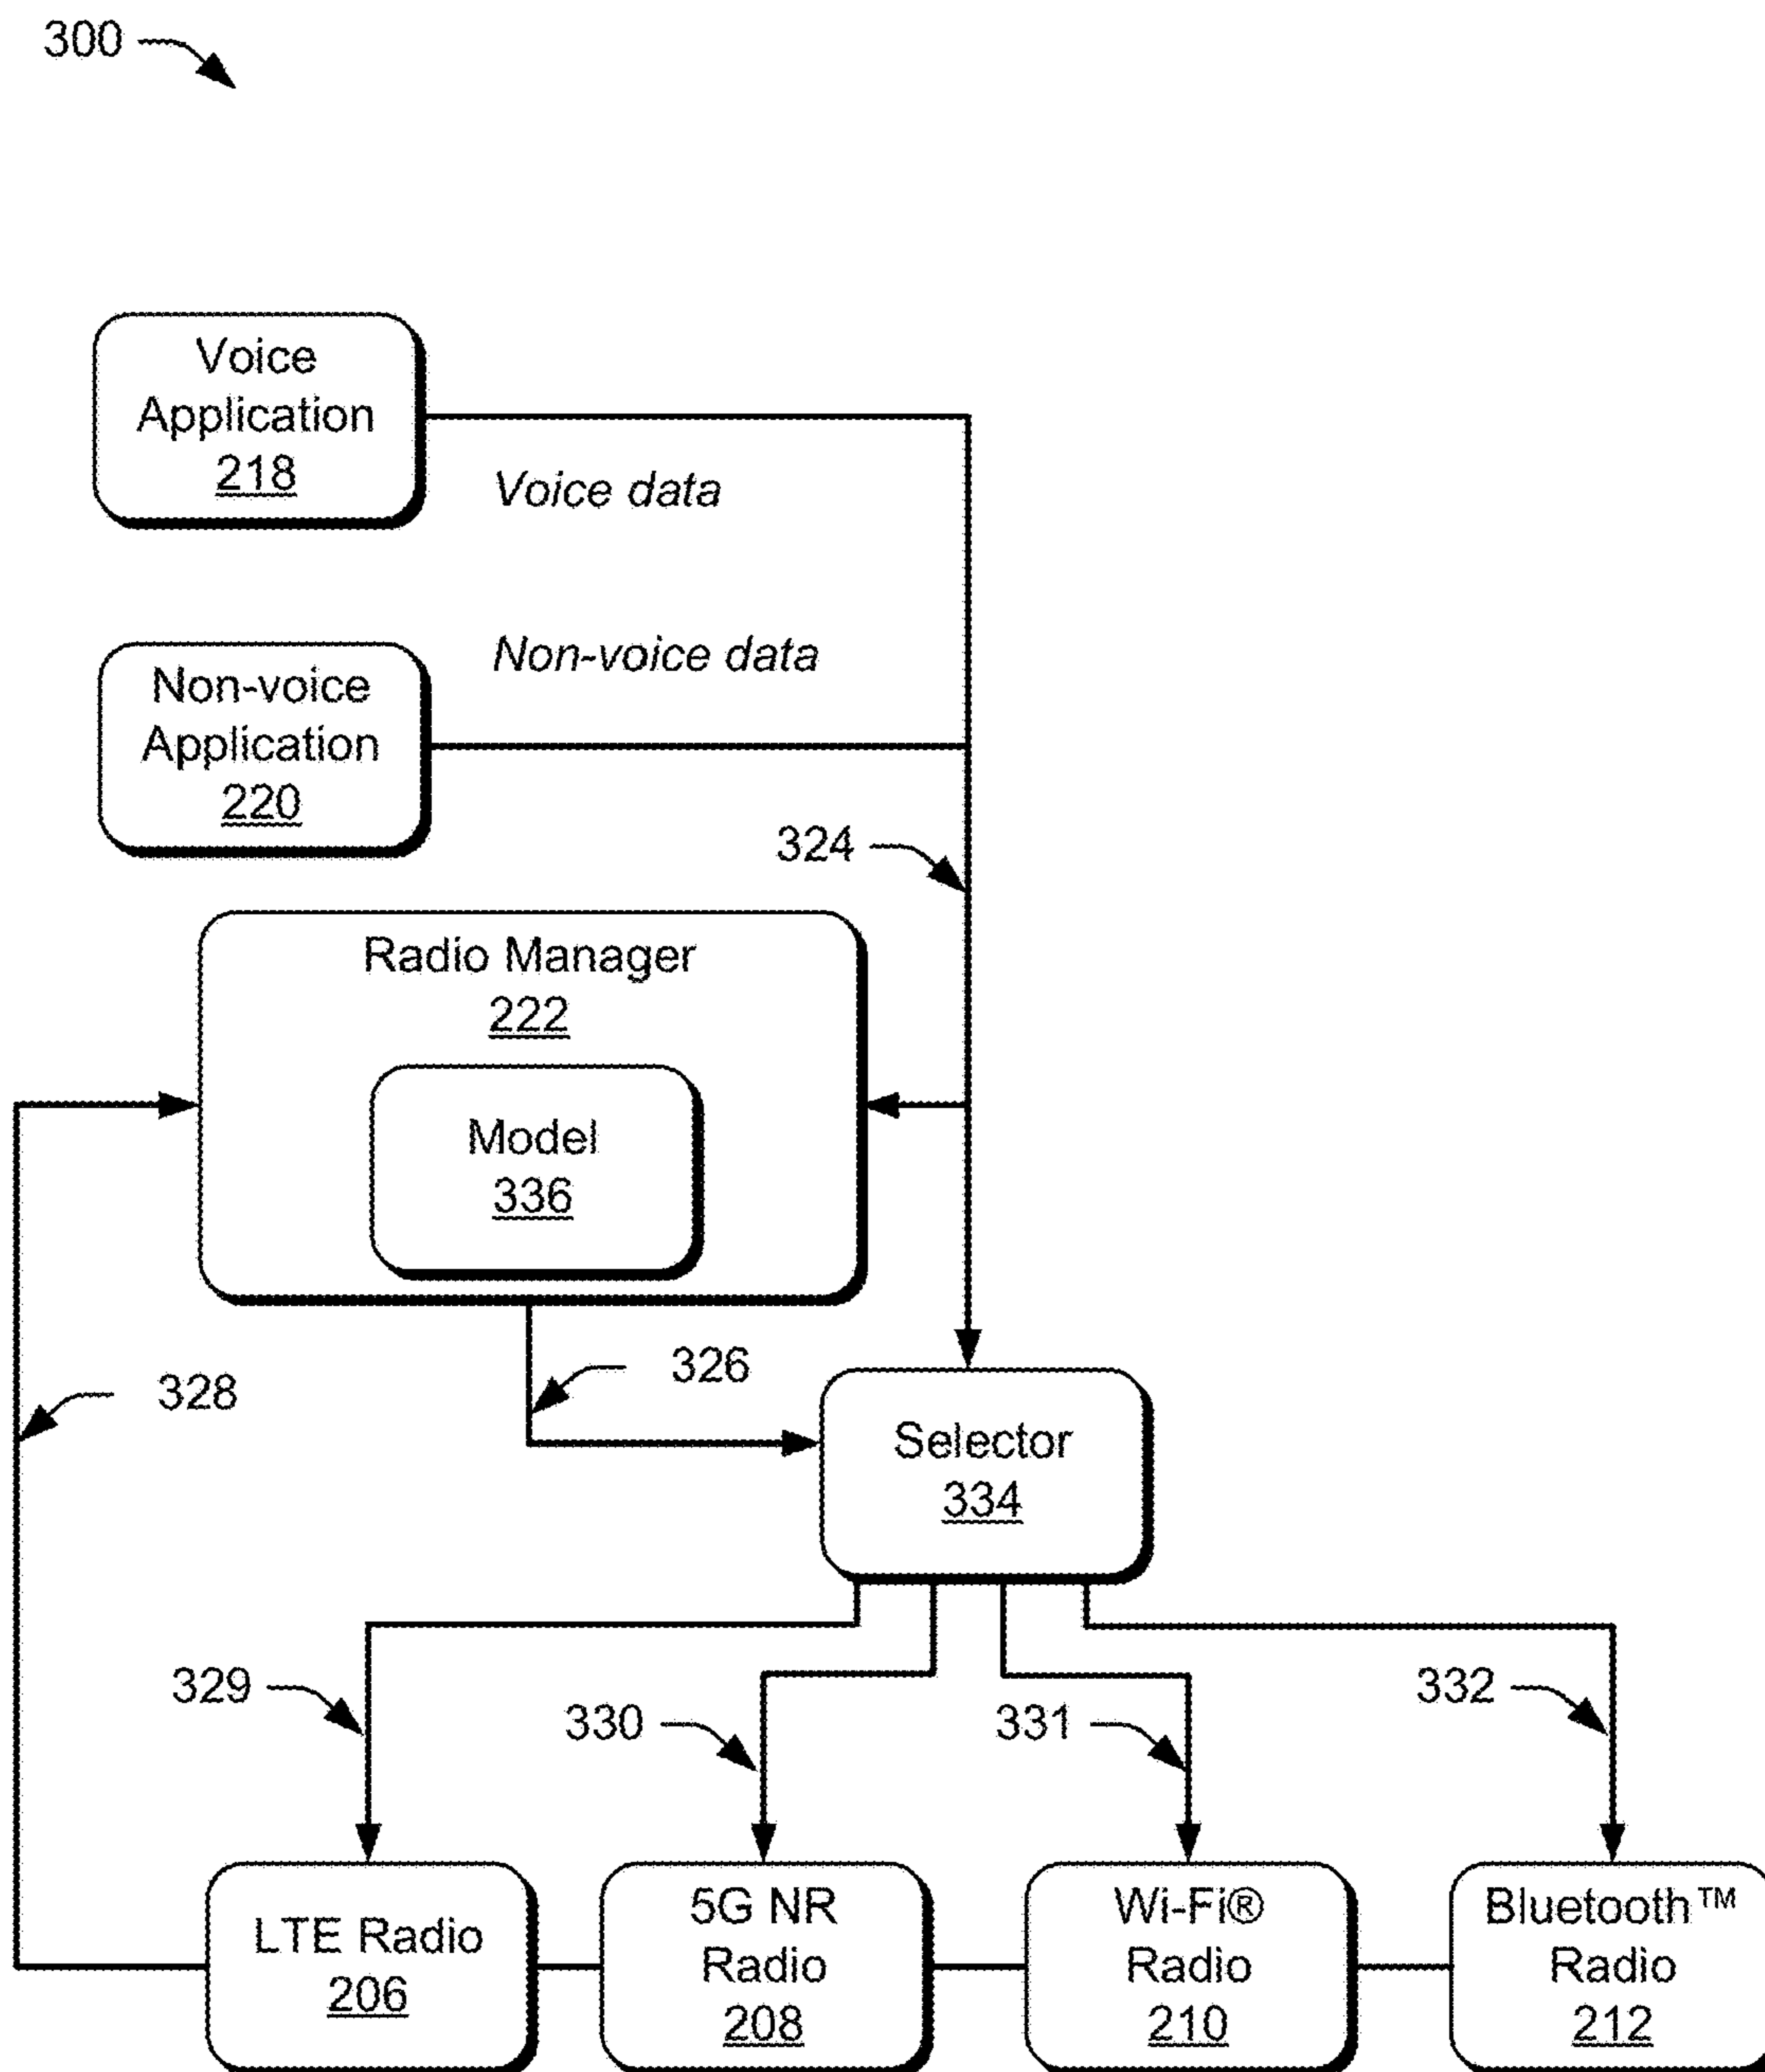 300
Voice
Application
218
Voice data
Non-voice data
Non-voice
Application
220
324
Radio Manager
222
Model
336
326
328
Selector
334
329
330
331
332
LTE Radio
206
5G NR
Radio
208
Wi-Fi®
Radio
210
Bluetooth™
Radio
212